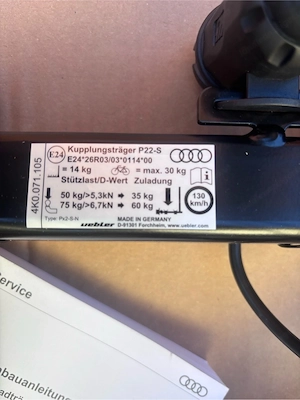 E24
Kupplungsträger P22-S
E24*26R03/03*0114*00
= 14 kg = max. 30 kg
Stützlast/D-Wert Zuladung
50 kg/>5,3kN → 35 kg
75 kg/>6,7kN → 60 kg
130 km/h
4K0.071.105
Type: Px2-S-N
MADE IN GERMANY
uebler D-91301 Forchheim, www.uebler.com
Service
nbauanleitung